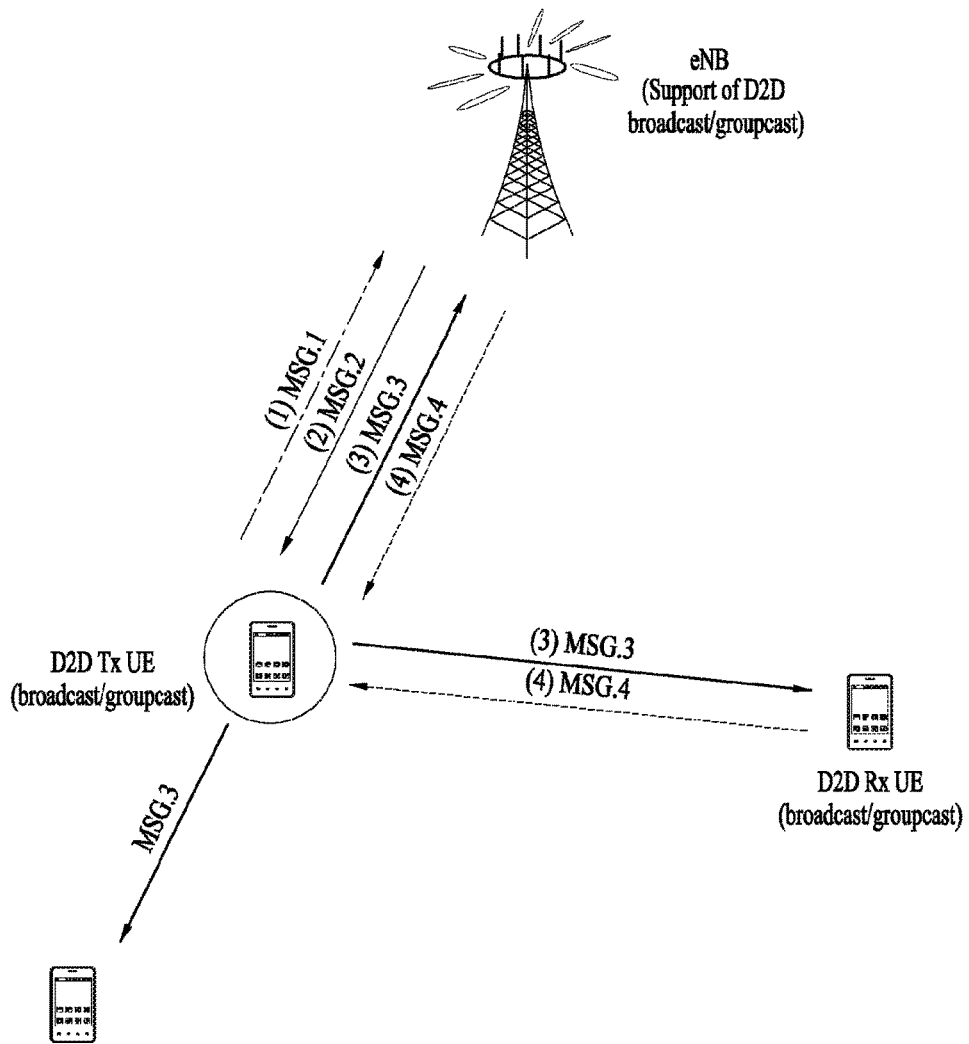 eNB
(Support of D2D
broadcast/groupcast)
(1) MSG.1
(2) MSG.2
(3) MSG.3
(4) MSG.4
D2D Tx UE
(broadcast/groupcast)
(3) MSG.3
(4) MSG.4
D2D Rx UE
(broadcast/groupcast)
MSG.3